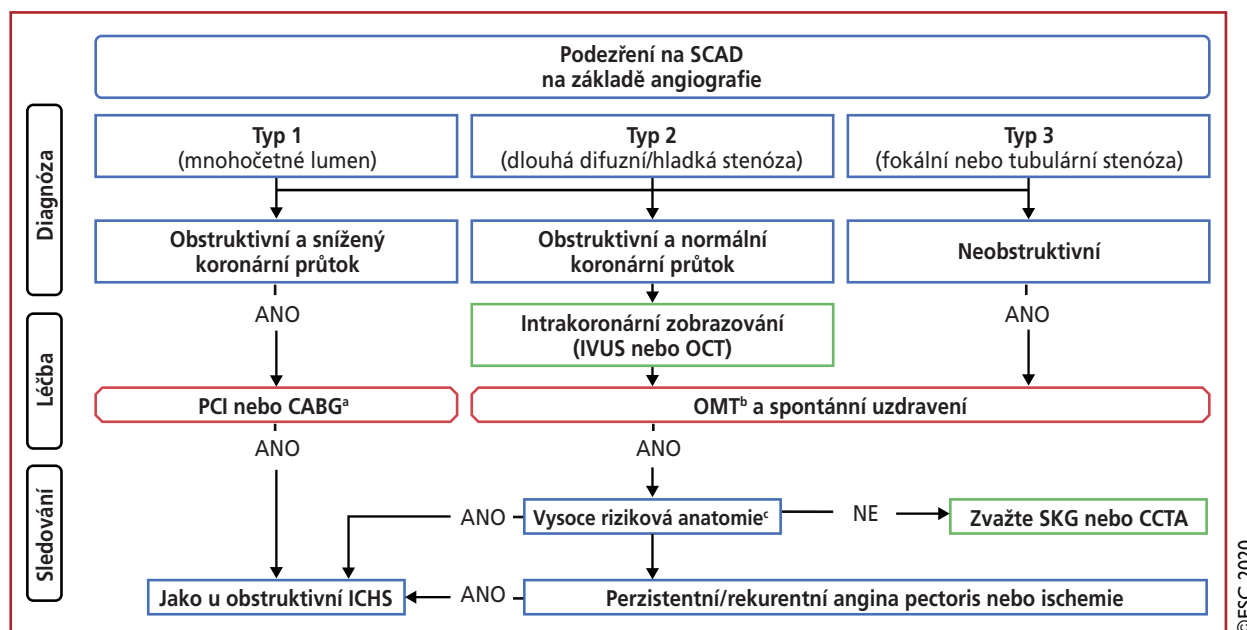 Podezření na SCAD
na základě angiografie
Diagnóza
Typ 1
(mnohočetné lumen)
Typ 2
(dlouhá difuzní/hladká stenóza)
Typ 3
(fokální nebo tubulární stenóza)
Obstruktivní a snížený
koronární průtok
Obstruktivní a normální
koronární průtok
Neobstruktivní
ANO
Intrakoronární zobrazování
(IVUS nebo OCT)
ANO
Léčba
PCI nebo CABGᵃ
OMTᵇ a spontánní uzdravení
ANO
ANO
Sledování
ANO
Vysoce riziková anatomieᶜ
NE
Zvažte SKG nebo CCTA
Jako u obstruktivní ICHS
ANO
Perzistentní/rekurentní angina pectoris nebo ischemie
©ESC 2020